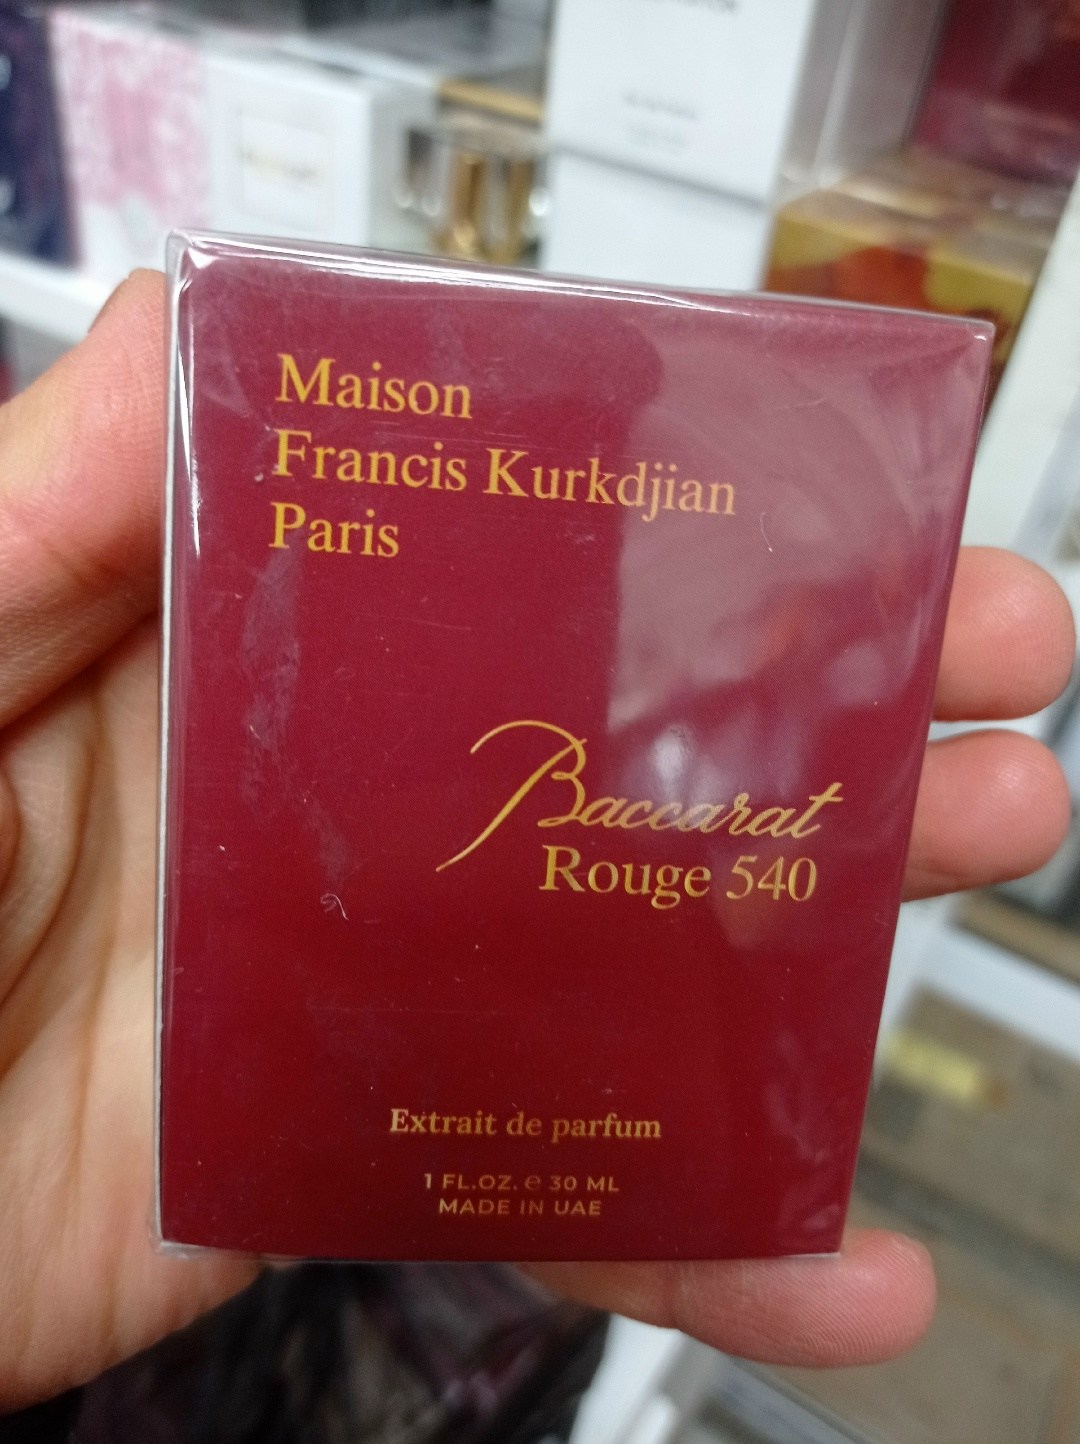 Maison
Francis Kurkdjian
Paris
Baccarat
Rouge 540
Extrait de parfum
1 FL.OZ. e 30 ML
MADE IN UAE